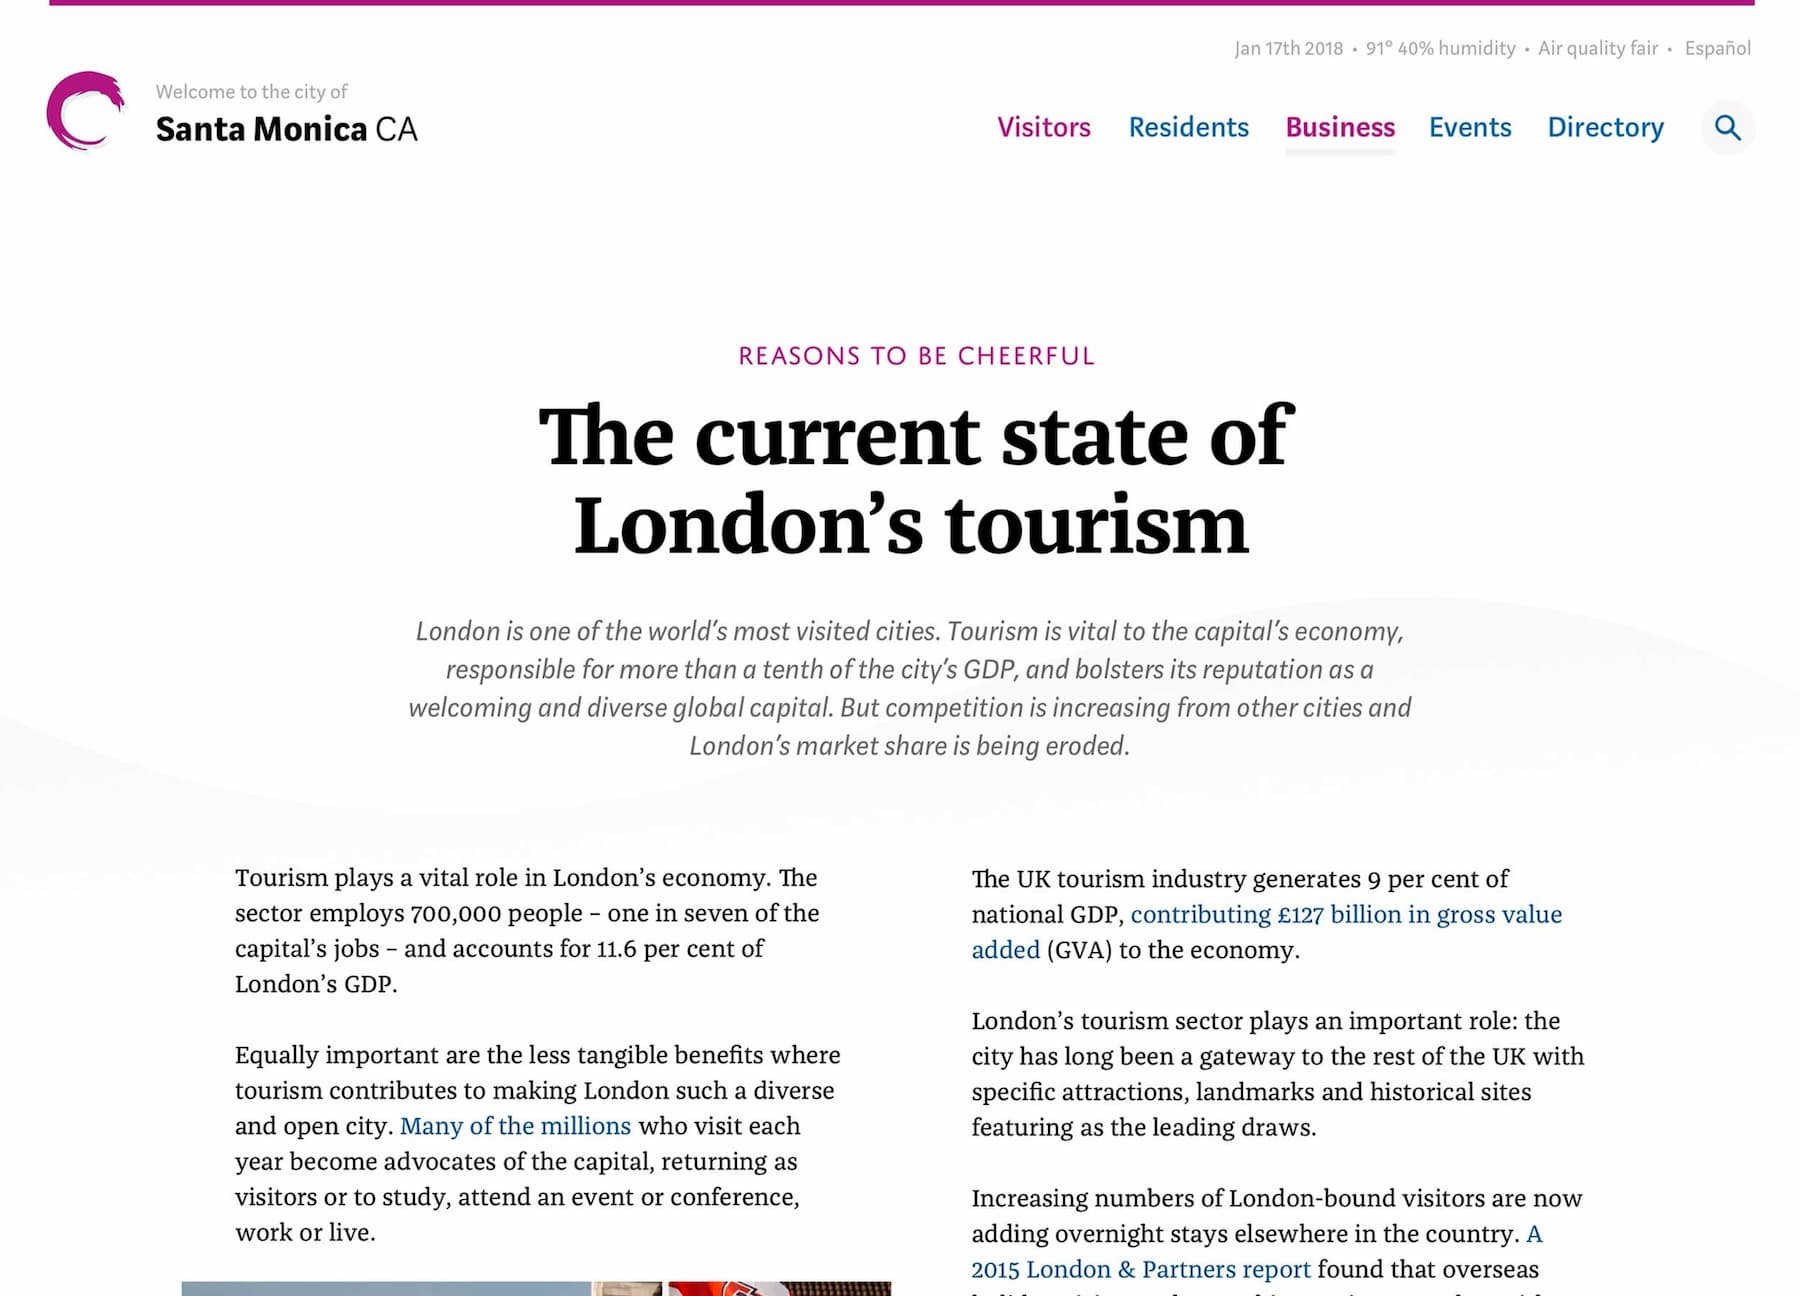 Jan 17th 2018 • 91° 40% humidity • Air quality fair • Español
Welcome to the city of
Santa Monica CA
Visitors Residents Business Events Directory
REASONS TO BE CHEERFUL
The current state of
London’s tourism
London is one of the world’s most visited cities. Tourism is vital to the capital’s economy,
responsible for more than a tenth of the city’s GDP, and bolsters its reputation as a
welcoming and diverse global capital. But competition is increasing from other cities and
London’s market share is being eroded.
Tourism plays a vital role in London’s economy. The
sector employs 700,000 people – one in seven of the
capital’s jobs – and accounts for 11.6 per cent of
London’s GDP.
Equally important are the less tangible benefits where
tourism contributes to making London such a diverse
and open city. Many of the millions who visit each
year become advocates of the capital, returning as
visitors or to study, attend an event or conference,
work or live.
The UK tourism industry generates 9 per cent of
national GDP, contributing £127 billion in gross value
added (GVA) to the economy.
London’s tourism sector plays an important role: the
city has long been a gateway to the rest of the UK with
specific attractions, landmarks and historical sites
featuring as the leading draws.
Increasing numbers of London-bound visitors are now
adding overnight stays elsewhere in the country. A
2015 London & Partners report found that overseas